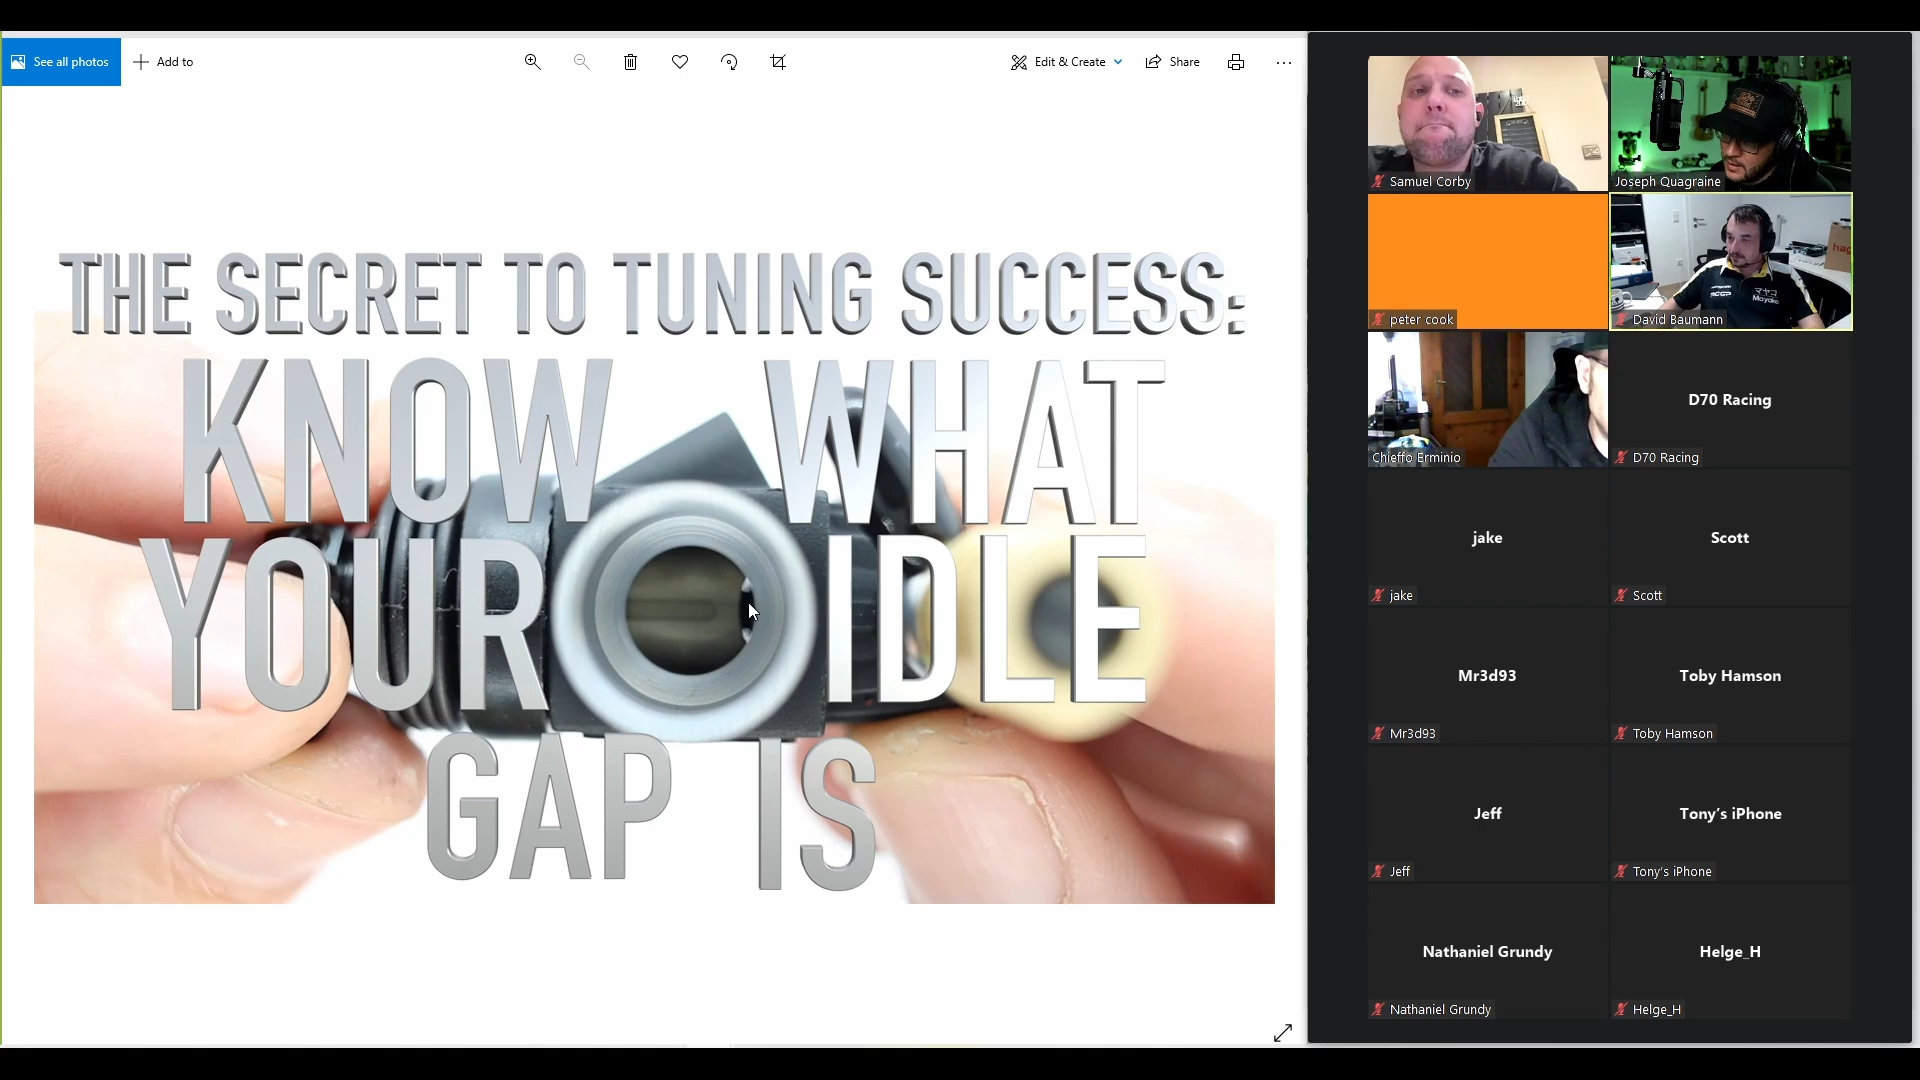 See all photos
Add to
Edit & Create
Share
THE SECRET TO TUNING SUCCESS:
KNOW WHAT
YOUR IDLE
GAP IS
Samuel Corby
Joseph Quagraine
peter cook
David Baumann
Chieffo Erminio
D70 Racing
D70 Racing
jake
jake
Scott
Scott
Mr3d93
Mr3d93
Toby Hamson
Toby Hamson
Jeff
Jeff
Tony's iPhone
Tony's iPhone
Nathaniel Grundy
Nathaniel Grundy
Helge_H
Helge_H